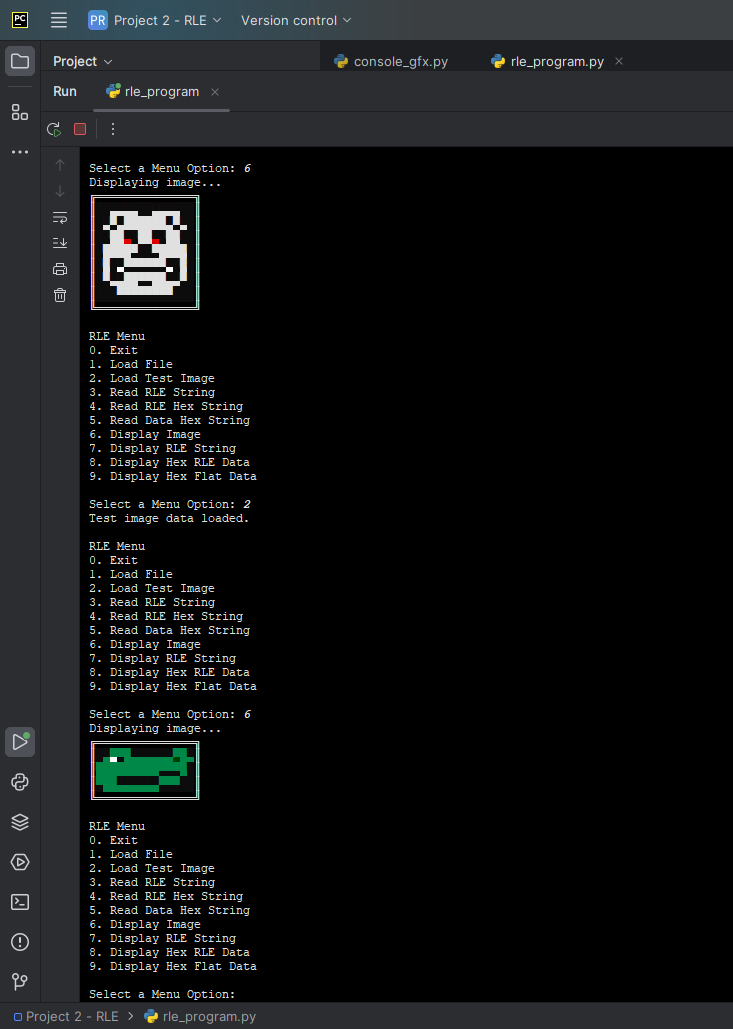 PC PR Project 2 - RLE Version control
Project console_gfx.py rle_program.py
Run rle_program
Select a Menu Option: 6
Displaying image...
RLE Menu
0. Exit
1. Load File
2. Load Test Image
3. Read RLE String
4. Read RLE Hex String
5. Read Data Hex String
6. Display Image
7. Display RLE String
8. Display Hex RLE Data
9. Display Hex Flat Data
Select a Menu Option: 2
Test image data loaded.
RLE Menu
0. Exit
1. Load File
2. Load Test Image
3. Read RLE String
4. Read RLE Hex String
5. Read Data Hex String
6. Display Image
7. Display RLE String
8. Display Hex RLE Data
9. Display Hex Flat Data
Select a Menu Option: 6
Displaying image...
RLE Menu
0. Exit
1. Load File
2. Load Test Image
3. Read RLE String
4. Read RLE Hex String
5. Read Data Hex String
6. Display Image
7. Display RLE String
8. Display Hex RLE Data
9. Display Hex Flat Data
Select a Menu Option:
Project 2 - RLE > rle_program.py